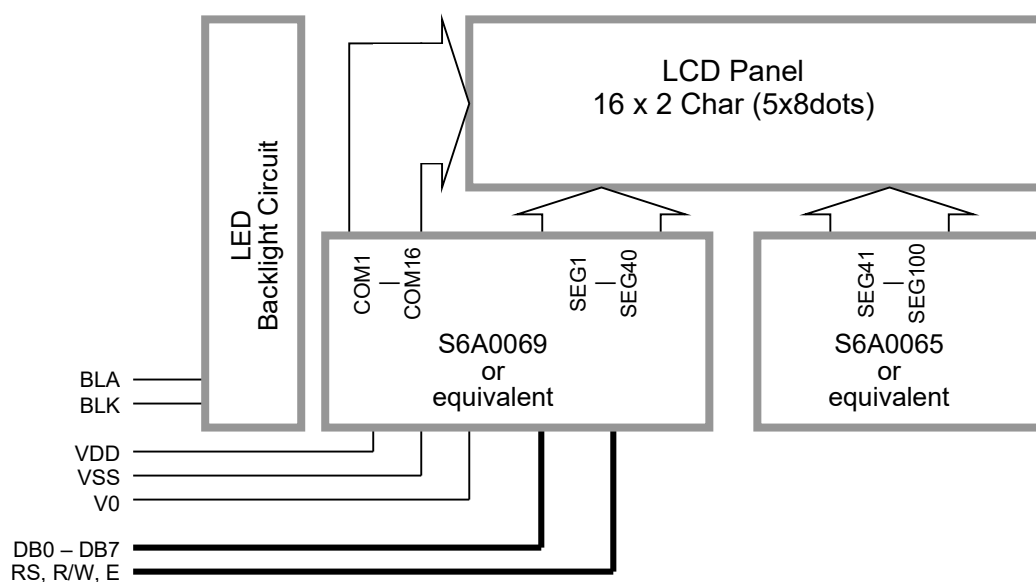 LCD Panel
16 x 2 Char (5x8dots)
LED
Backlight Circuit
COM1
COM16
SEG1
SEG40
SEG41
SEG100
S6A0069
or
equivalent
S6A0065
or
equivalent
BLA
BLK
VDD
VSS
V0
DB0 – DB7
RS, R/W, E